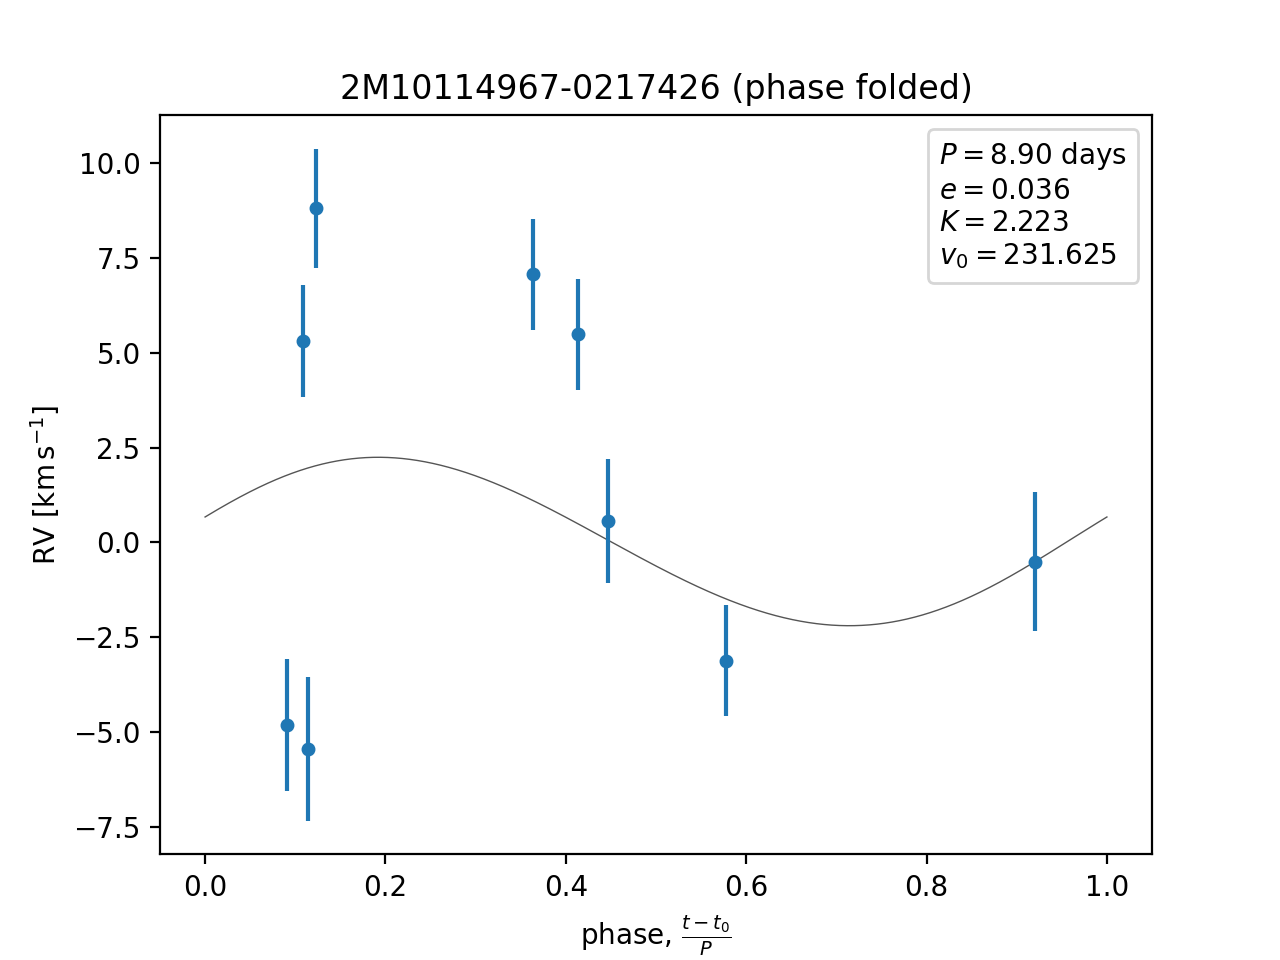 2M10114967-0217426 (phase folded)
P = 8.90 days
e = 0.036
K = 2.223
v₀ = 231.625
10.0
7.5
5.0
2.5
0.0
−2.5
−5.0
−7.5
RV [km s⁻¹]
0.0 0.2 0.4 0.6 0.8 1.0
phase, (t − t₀)/P